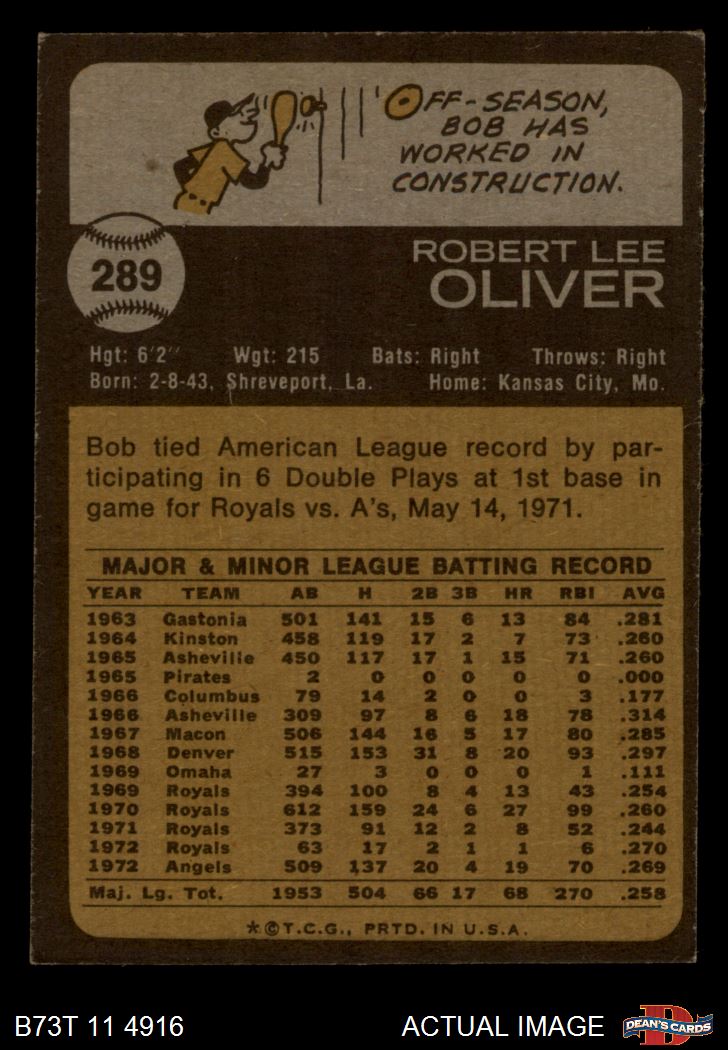 OFF-SEASON,
BOB HAS
WORKED IN
CONSTRUCTION.
289
ROBERT LEE
OLIVER
Hgt: 6'2" Wgt: 215 Bats: Right Throws: Right
Born: 2-8-43, Shreveport, La. Home: Kansas City, Mo.
Bob tied American League record by par-
ticipating in 6 Double Plays at 1st base in
game for Royals vs. A's, May 14, 1971.
MAJOR & MINOR LEAGUE BATTING RECORD
YEAR TEAM AB H 2B 3B HR RBI AVG
1963 Gastonia 501 141 15 6 13 84 .281
1964 Kinston 458 119 17 2 7 73 .260
1965 Asheville 450 117 17 1 15 71 .260
1965 Pirates 2 0 0 0 0 0 .000
1966 Columbus 79 14 2 0 0 3 .177
1966 Asheville 309 97 8 6 18 78 .314
1967 Macon 506 144 16 5 17 80 .285
1968 Denver 515 153 31 8 20 93 .297
1969 Omaha 27 3 0 0 0 1 .111
1969 Royals 394 100 8 4 13 43 .254
1970 Royals 612 159 24 6 27 99 .260
1971 Royals 373 91 12 2 8 52 .244
1972 Royals 63 17 2 1 1 6 .270
1972 Angels 509 137 20 4 19 70 .269
Maj. Lg. Tot. 1953 504 66 17 68 270 .258
*©T.C.G., PRTD. IN U.S.A.
B73T 11 4916 ACTUAL IMAGE
D
DEAN'S CARDS